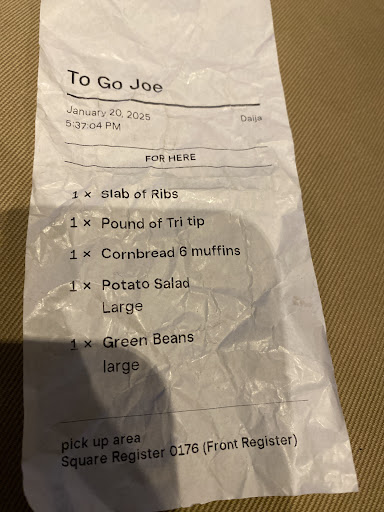 To Go Joe
January 20, 2025
5:37:04 PM
Daija
FOR HERE
1 × Slab of Ribs
1 × Pound of Tri tip
1 × Cornbread 6 muffins
1 × Potato Salad
Large
1 × Green Beans
large
pick up area
Square Register 0176 (Front Register)